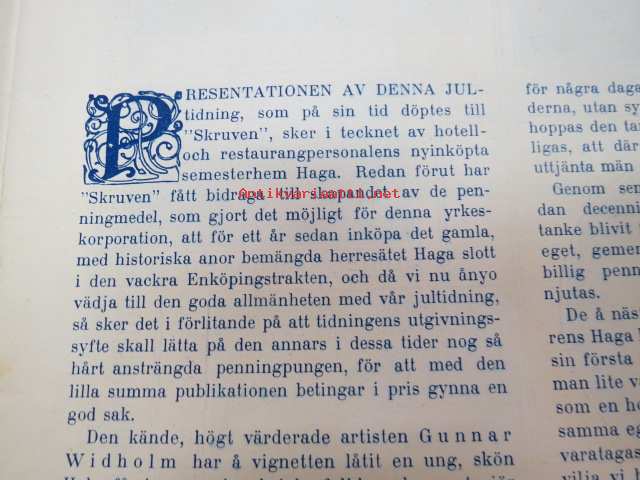 PRESENTATIONEN AV DENNA JUL-
tidning, som på sin tid döptes till
"Skruven", sker i tecknet av hotell-
och restaurangpersonalens nyinköpta
semesterhem Haga. Redan förut har
"Skruven" fått bidraga till skapandet av de pen-
ningmedel, som gjort det möjligt för denna yrkes-
korporation, att för ett år sedan inköpa det gamla,
med historiska anor bemängda herresätet Haga slott
i den vackra Enköpingstrakten, och då vi nu ånyo
vädja till den goda allmänheten med vår jultidning,
så sker det i förlitande på att tidningens utgivnings-
syfte skall lätta på den annars i dessa tider nog så
hårt ansträngda penningpungen, för att med den
lilla summa publikationen betingar i pris gynna en
god sak.
Den kände, högt värderade artisten Gunnar
Widholm har å vignetten låtit en ung, skön
för några daga
derna, utan sy
hoppas den ta
ligas, att där
uttjänta män
Genom sen
dan decenni
tanke blivit
eget, gemen
billig penn
njutas.
De å näst
rens Haga
sin första
man lite v
som en ho
samma eg
varatagas
vilja vi h